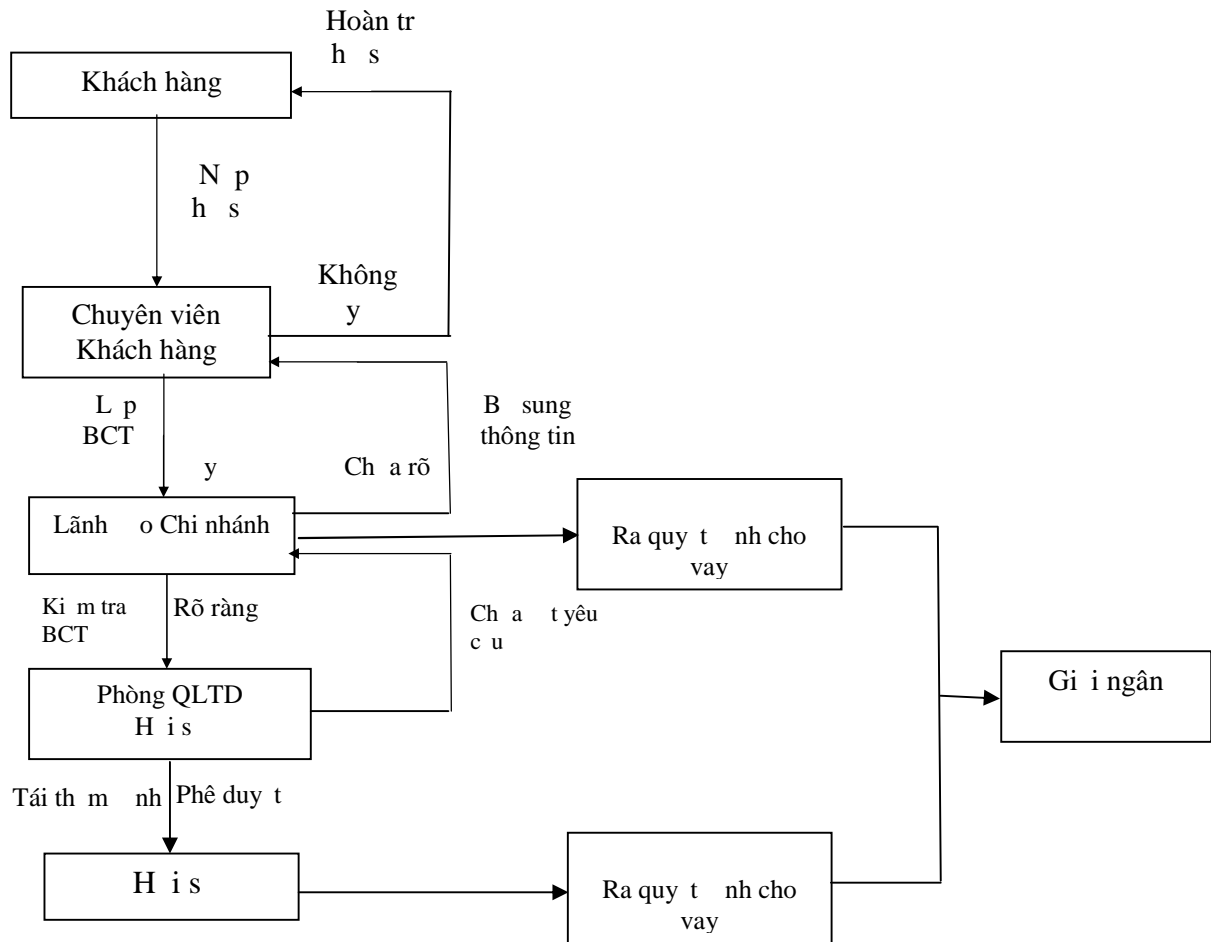 Hoàn tr
h s
Khách hàng
N p
h s
Không
y
Chuyên viên
Khách hàng
L p
BCT
B sung
thông tin
y
Ch a rõ
Lãnh o Chi nhánh
Ra quy t nh cho
vay
Ki m tra
BCT
Rõ ràng
Ch a t yêu
c u
Phòng QLTD
H i s
Gi i ngân
Tái th m nh
Phê duy t
H i s
Ra quy t nh cho
vay